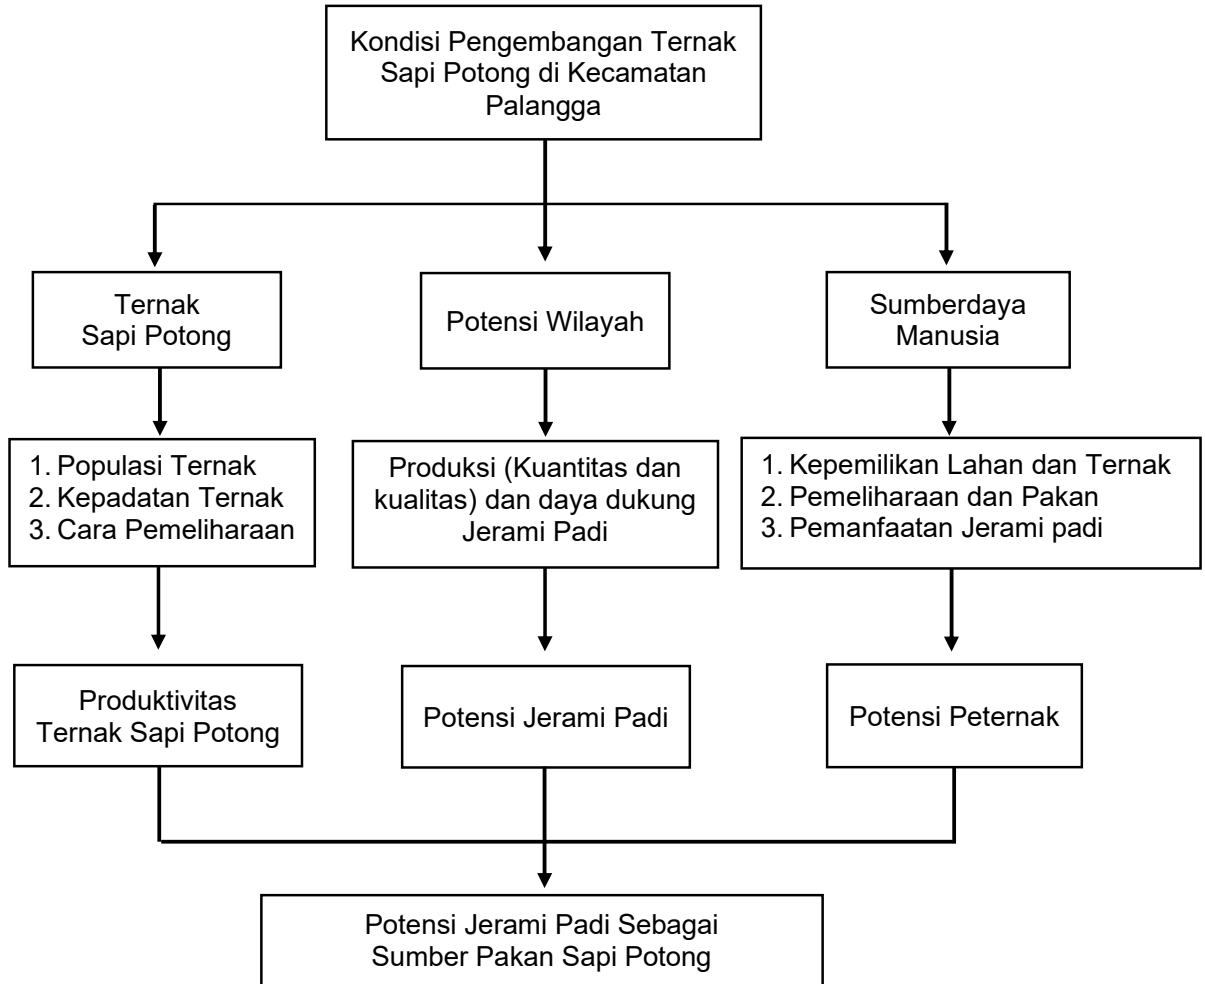 Kondisi Pengembangan Ternak
Sapi Potong di Kecamatan
Palangga
Ternak
Sapi Potong
Potensi Wilayah
Sumberdaya
Manusia
1. Populasi Ternak
2. Kepadatan Ternak
3. Cara Pemeliharaan
Produksi (Kuantitas dan
kualitas) dan daya dukung
Jerami Padi
1. Kepemilikan Lahan dan Ternak
2. Pemeliharaan dan Pakan
3. Pemanfaatan Jerami padi
Produktivitas
Ternak Sapi Potong
Potensi Jerami Padi
Potensi Peternak
Potensi Jerami Padi Sebagai
Sumber Pakan Sapi Potong